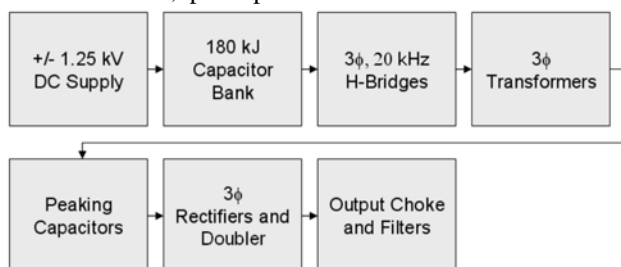 +/- 1.25 kV
DC Supply
180 kJ
Capacitor
Bank
3ϕ, 20 kHz
H-Bridges
3ϕ
Transformers
Peaking
Capacitors
3ϕ
Rectifiers and
Doubler
Output Choke
and Filters